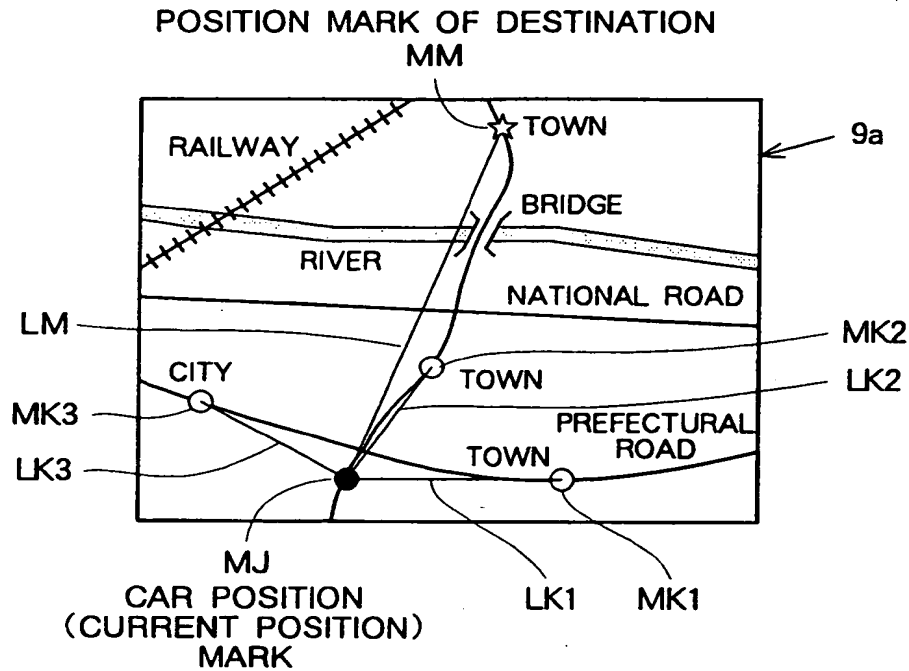 POSITION MARK OF DESTINATION
MM
TOWN
9a
RAILWAY
BRIDGE
RIVER
NATIONAL ROAD
LM
MK2
CITY
TOWN
LK2
MK3
PREFECTURAL
ROAD
TOWN
LK3
MJ
LK1
MK1
CAR POSITION
(CURRENT POSITION)
MARK